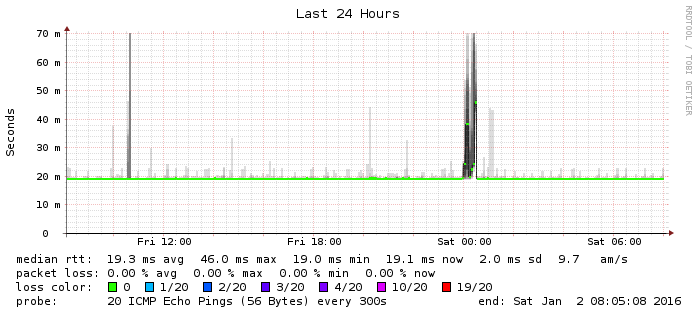 Last 24 Hours
RRDTOOL / TOBI OETIKER
Seconds
70 m
60 m
50 m
40 m
30 m
20 m
10 m
0
Fri 12:00 Fri 18:00 Sat 00:00 Sat 06:00
median rtt: 19.3 ms avg 46.0 ms max 19.0 ms min 19.1 ms now 2.0 ms sd 9.7 am/s
packet loss: 0.00 % avg 0.00 % max 0.00 % min 0.00 % now
loss color: 0 1/20 2/20 3/20 4/20 10/20 19/20
probe: 20 ICMP Echo Pings (56 Bytes) every 300s end: Sat Jan 2 08:05:08 2016